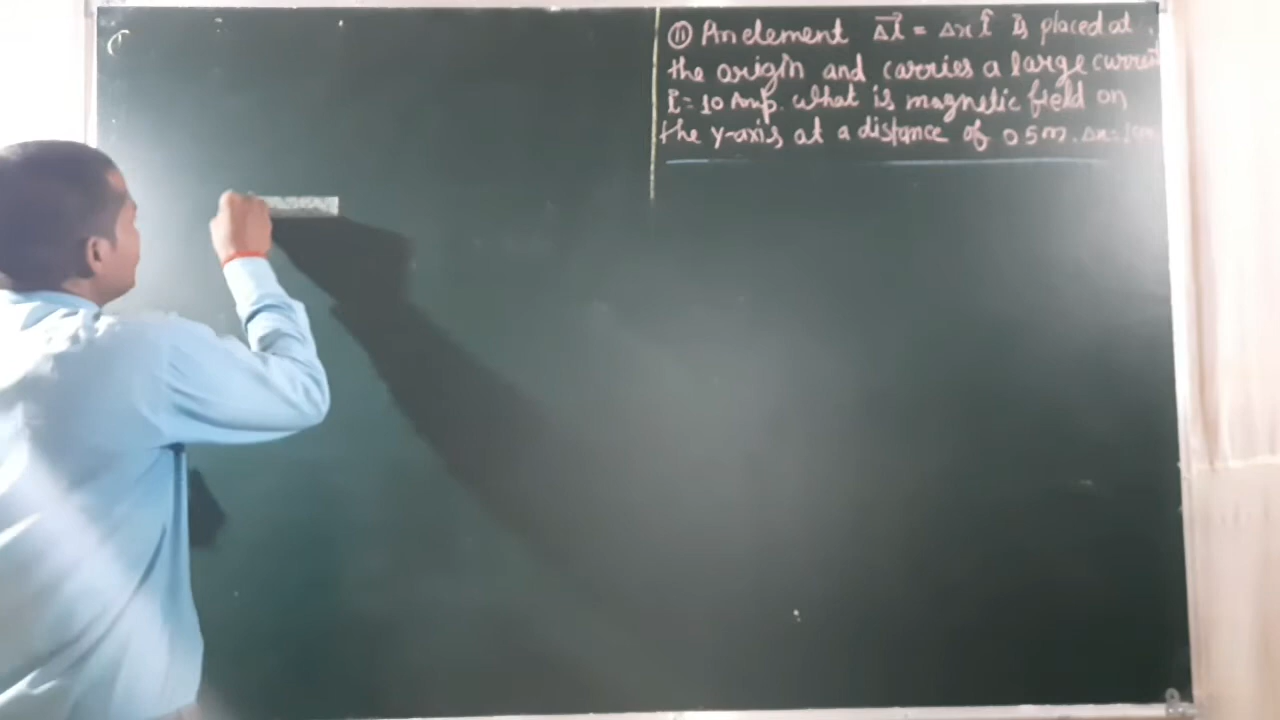 (
⑪ An element Δl⃗ = Δx î is placed at
the origin and carries a large current
I = 10 Amp. What is magnetic field on
the y-axis at a distance of 0.5m. Δx = 1cm